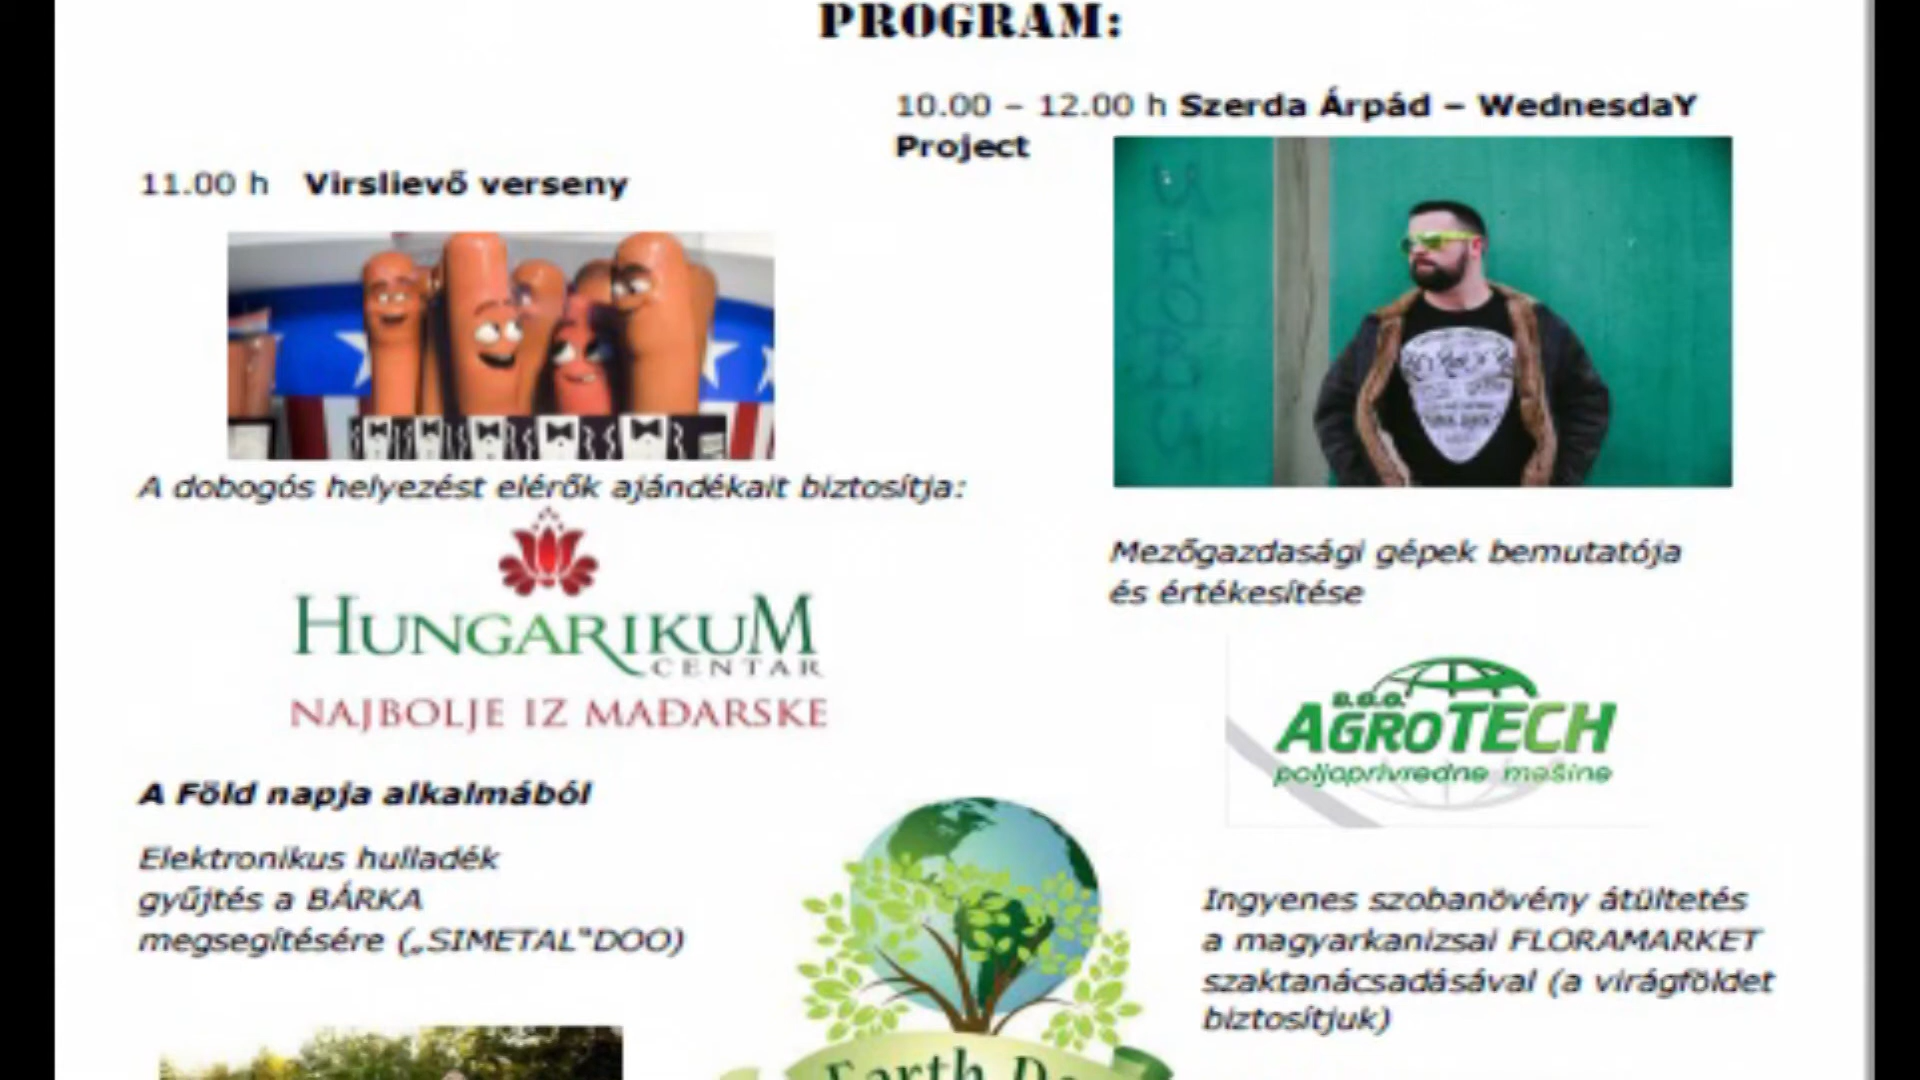 PROGRAM:
10.00 – 12.00 h Szerda Árpád – WednesdaY
Project
11.00 h Virslievő verseny
A dobogós helyezést elérők ajándékait biztosítja:
HUNGARIKUM
CENTAR
NAJBOLJE IZ MAĐARSKE
Mezőgazdasági gépek bemutatója
és értékesítése
D.O.O.
AGROTECH
poljoprivredne mašine
A Föld napja alkalmából
Elektronikus hulladék
gyűjtés a BÁRKA
megsegítésére („SIMETAL"DOO)
Ingyenes szobanövény átültetés
a magyarkanizsai FLORAMARKET
szaktanácsadásával (a virágföldet
biztosítjuk)
Earth